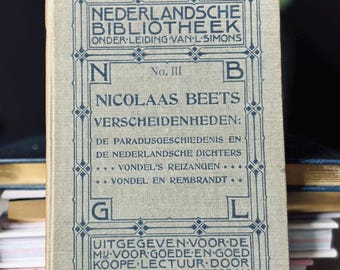 NEDERLANDSCHE
BIBLIOTHEEK
ONDER·LEIDING·VAN·L·SIMONS
N B
No. III
NICOLAAS BEETS
VERSCHEIDENHEDEN:
DE PARADIJSGESCHIEDENIS EN
DE NEDERLANDSCHE DICHTERS
.... VONDEL'S REIZANGEN ....
VONDEL EN REMBRANDT ..
G L
UITGEGEVEN·VOOR·DE
MIJ·VOOR·GOEDE·EN·GOED
KOOPE·LECTUUR·DOOR